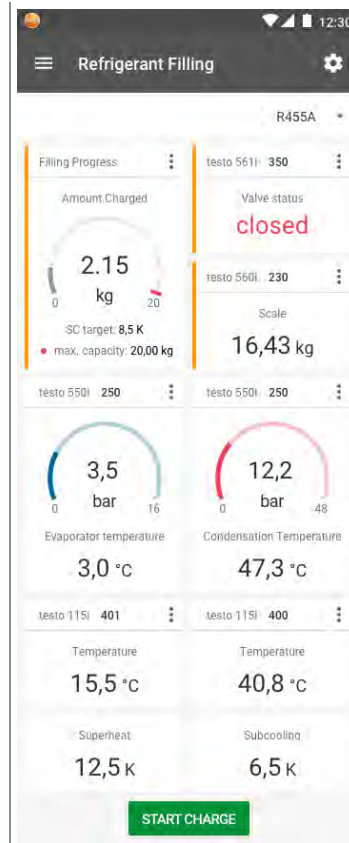 12:30
Refrigerant Filling
R455A
Filling Progress
Amount Charged
2.15
kg
0 20
SC target: 8,5 K
max. capacity: 20,00 kg
testo 561i 350
Valve status
closed
testo 560i 230
Scale
16,43 kg
testo 550i 250
3,5
bar
0 16
Evaporator temperature
3,0 °C
testo 550i 250
12,2
bar
0 48
Condensation Temperature
47,3 °C
testo 115i 401
Temperature
15,5 °C
testo 115i 400
Temperature
40,8 °C
Superheat
12,5 K
Subcooling
6,5 K
START CHARGE